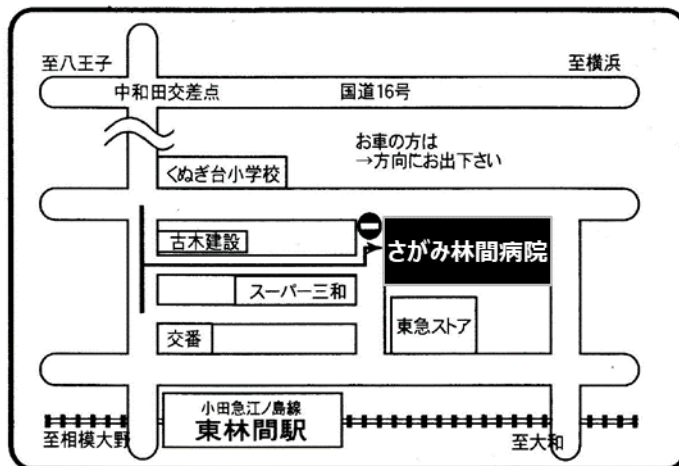 至八王子
至横浜
中和田交差点
国道16号
お車の方は
→方向にお出下さい
くぬぎ台小学校
古木建設
さがみ林間病院
スーパー三和
交番
東急ストア
小田急江ノ島線
東林間駅
至相模大野
至大和